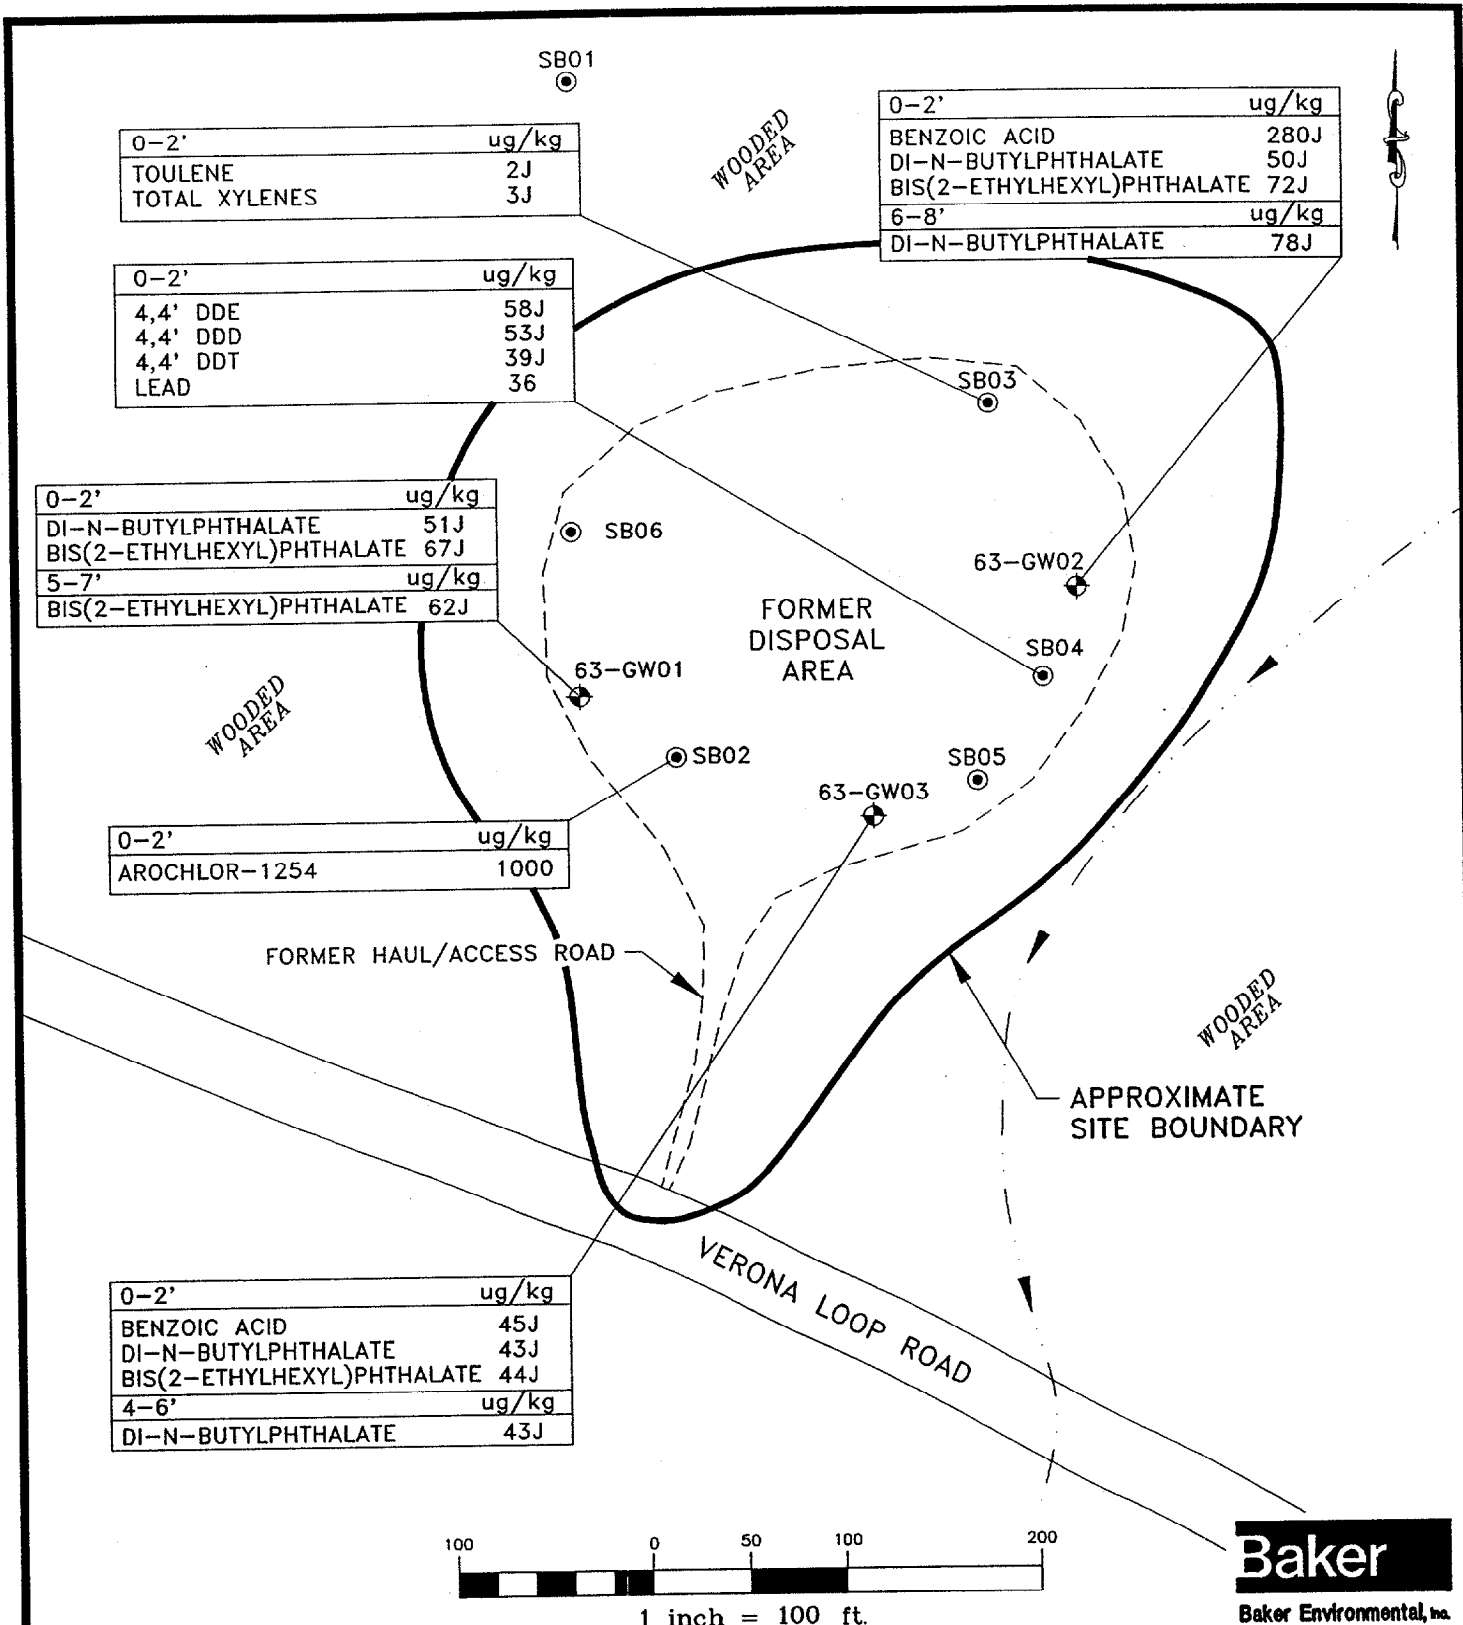 SB01
0-2' ug/kg
TOULENE 2J
TOTAL XYLENES 3J
WOODED
AREA
0-2' ug/kg
BENZOIC ACID 280J
DI-N-BUTYLPHTHALATE 50J
BIS(2-ETHYLHEXYL)PHTHALATE 72J
6-8' ug/kg
DI-N-BUTYLPHTHALATE 78J
0-2' ug/kg
4,4' DDE 58J
4,4' DDD 53J
4,4' DDT 39J
LEAD 36
SB03
0-2' ug/kg
DI-N-BUTYLPHTHALATE 51J
BIS(2-ETHYLHEXYL)PHTHALATE 67J
5-7' ug/kg
BIS(2-ETHYLHEXYL)PHTHALATE 62J
SB06
63-GW02
FORMER
DISPOSAL
AREA
SB04
63-GW01
WOODED
AREA
SB02
SB05
63-GW03
0-2' ug/kg
AROCHLOR-1254 1000
FORMER HAUL/ACCESS ROAD
WOODED
AREA
APPROXIMATE
SITE BOUNDARY
VERONA LOOP ROAD
0-2' ug/kg
BENZOIC ACID 45J
DI-N-BUTYLPHTHALATE 43J
BIS(2-ETHYLHEXYL)PHTHALATE 44J
4-6' ug/kg
DI-N-BUTYLPHTHALATE 43J
100 0 50 100 200
1 inch = 100 ft.
Baker
Baker Environmental, Inc.